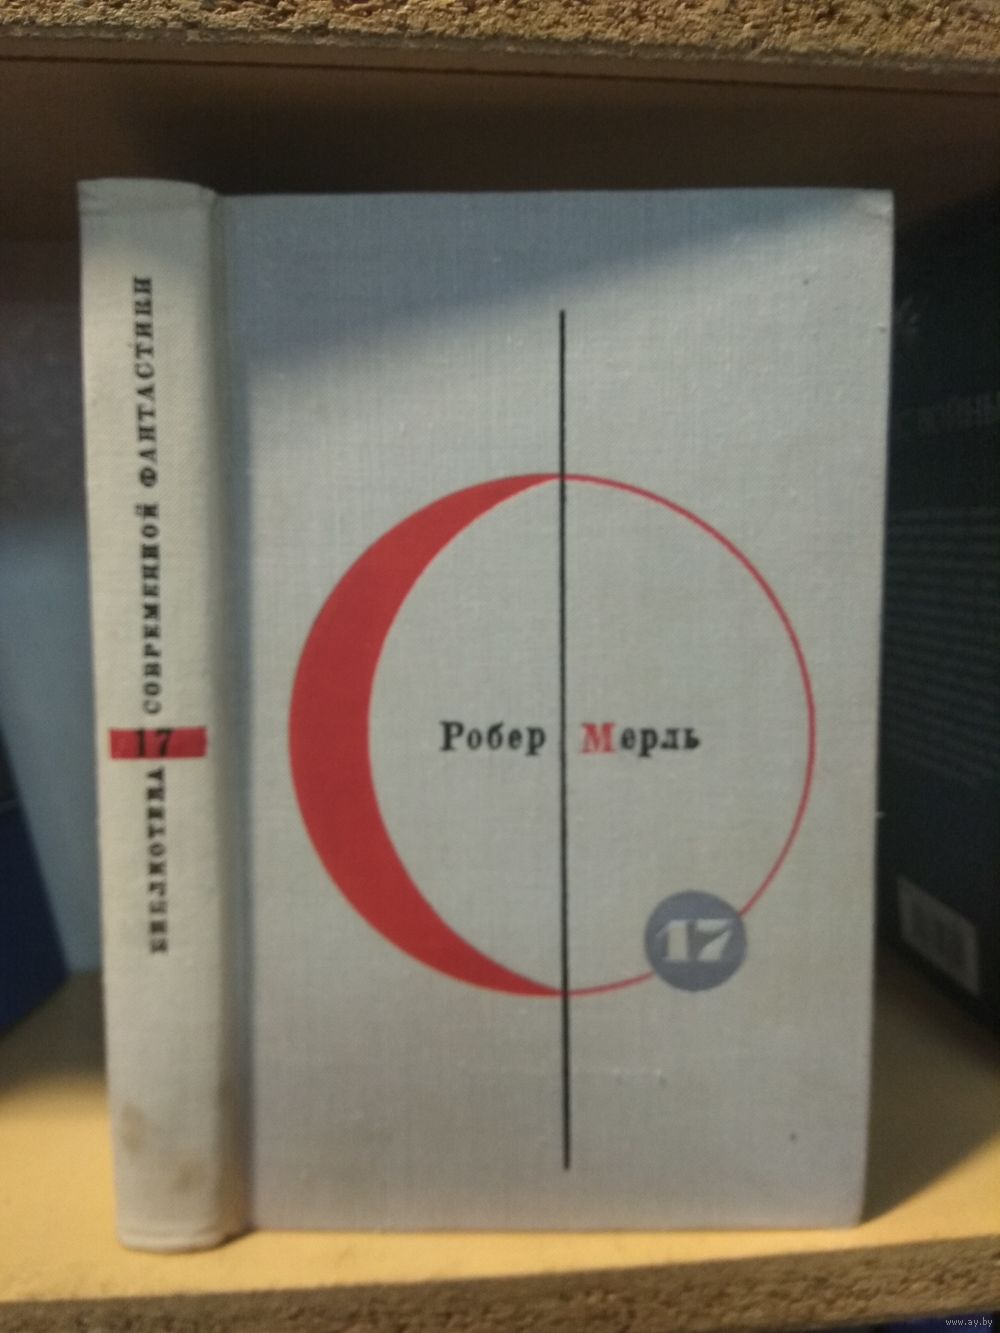 БИБЛИОТЕКА СОВРЕМЕННОЙ ФАНТАСТИКИ
17
Робер Мерль
17
www.ay.by